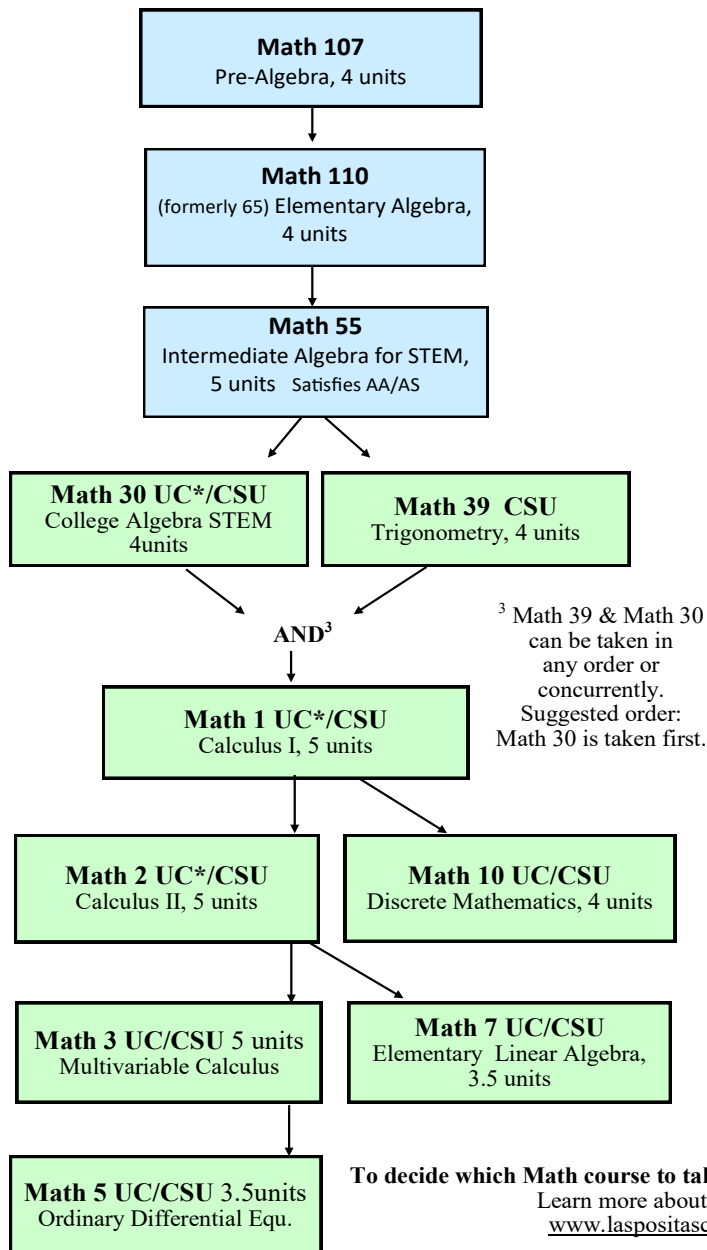 Math 107
Pre-Algebra, 4 units
Math 110
(formerly 65) Elementary Algebra,
4 units
Math 55
Intermediate Algebra for STEM,
5 units Satisfies AA/AS
Math 30 UC*/CSU
College Algebra STEM
4units
Math 39 CSU
Trigonometry, 4 units
AND³
³ Math 39 & Math 30
can be taken in
any order or
concurrently.
Suggested order:
Math 30 is taken first.
Math 1 UC*/CSU
Calculus I, 5 units
Math 2 UC*/CSU
Calculus II, 5 units
Math 10 UC/CSU
Discrete Mathematics, 4 units
Math 3 UC/CSU 5 units
Multivariable Calculus
Math 7 UC/CSU
Elementary Linear Algebra,
3.5 units
Math 5 UC/CSU 3.5units
Ordinary Differential Equ.
To decide which Math course to
Learn more about
www.laspositasc